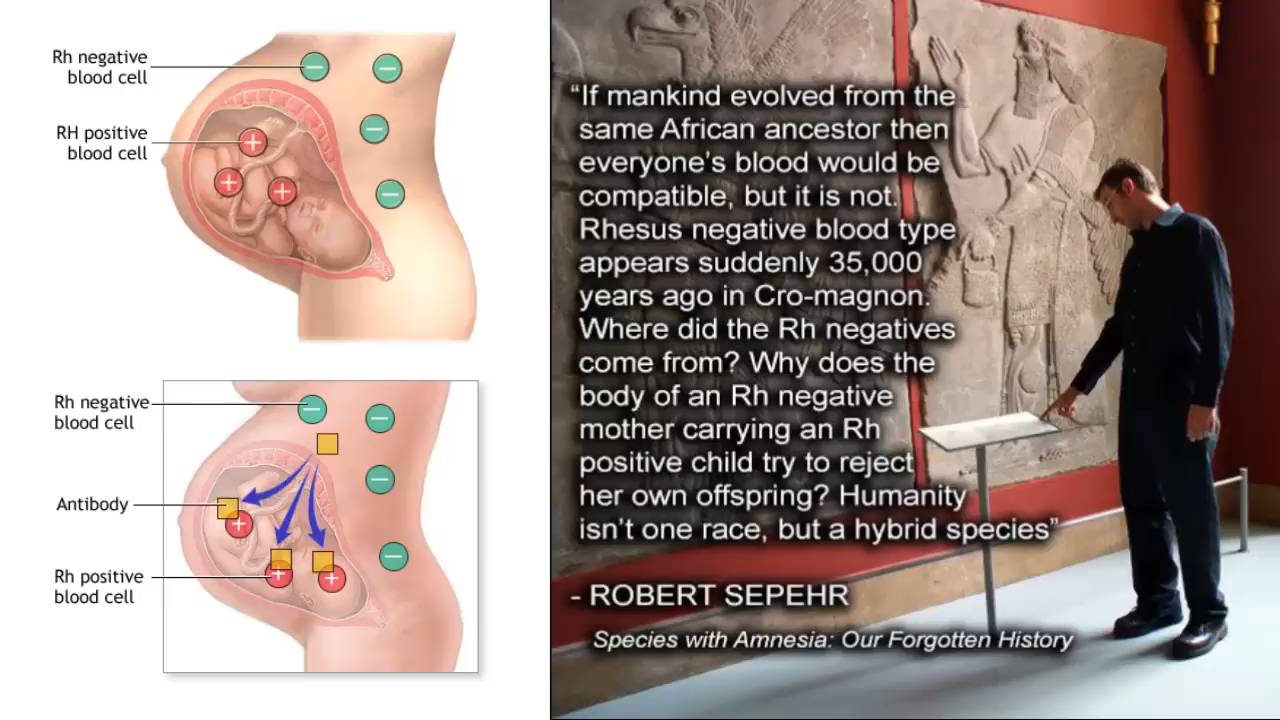 Rh negative
blood cell
RH positive
blood cell
Rh negative
blood cell
Antibody
Rh positive
blood cell
“If mankind evolved from the
same African ancestor then
everyone’s blood would be
compatible, but it is not.
Rhesus negative blood type
appears suddenly 35,000
years ago in Cro-magnon.
Where did the Rh negatives
come from? Why does the
body of an Rh negative
mother carrying an Rh
positive child try to reject
her own offspring? Humanity
isn’t one race, but a hybrid species”
- ROBERT SEPEHR
Species with Amnesia: Our Forgotten History